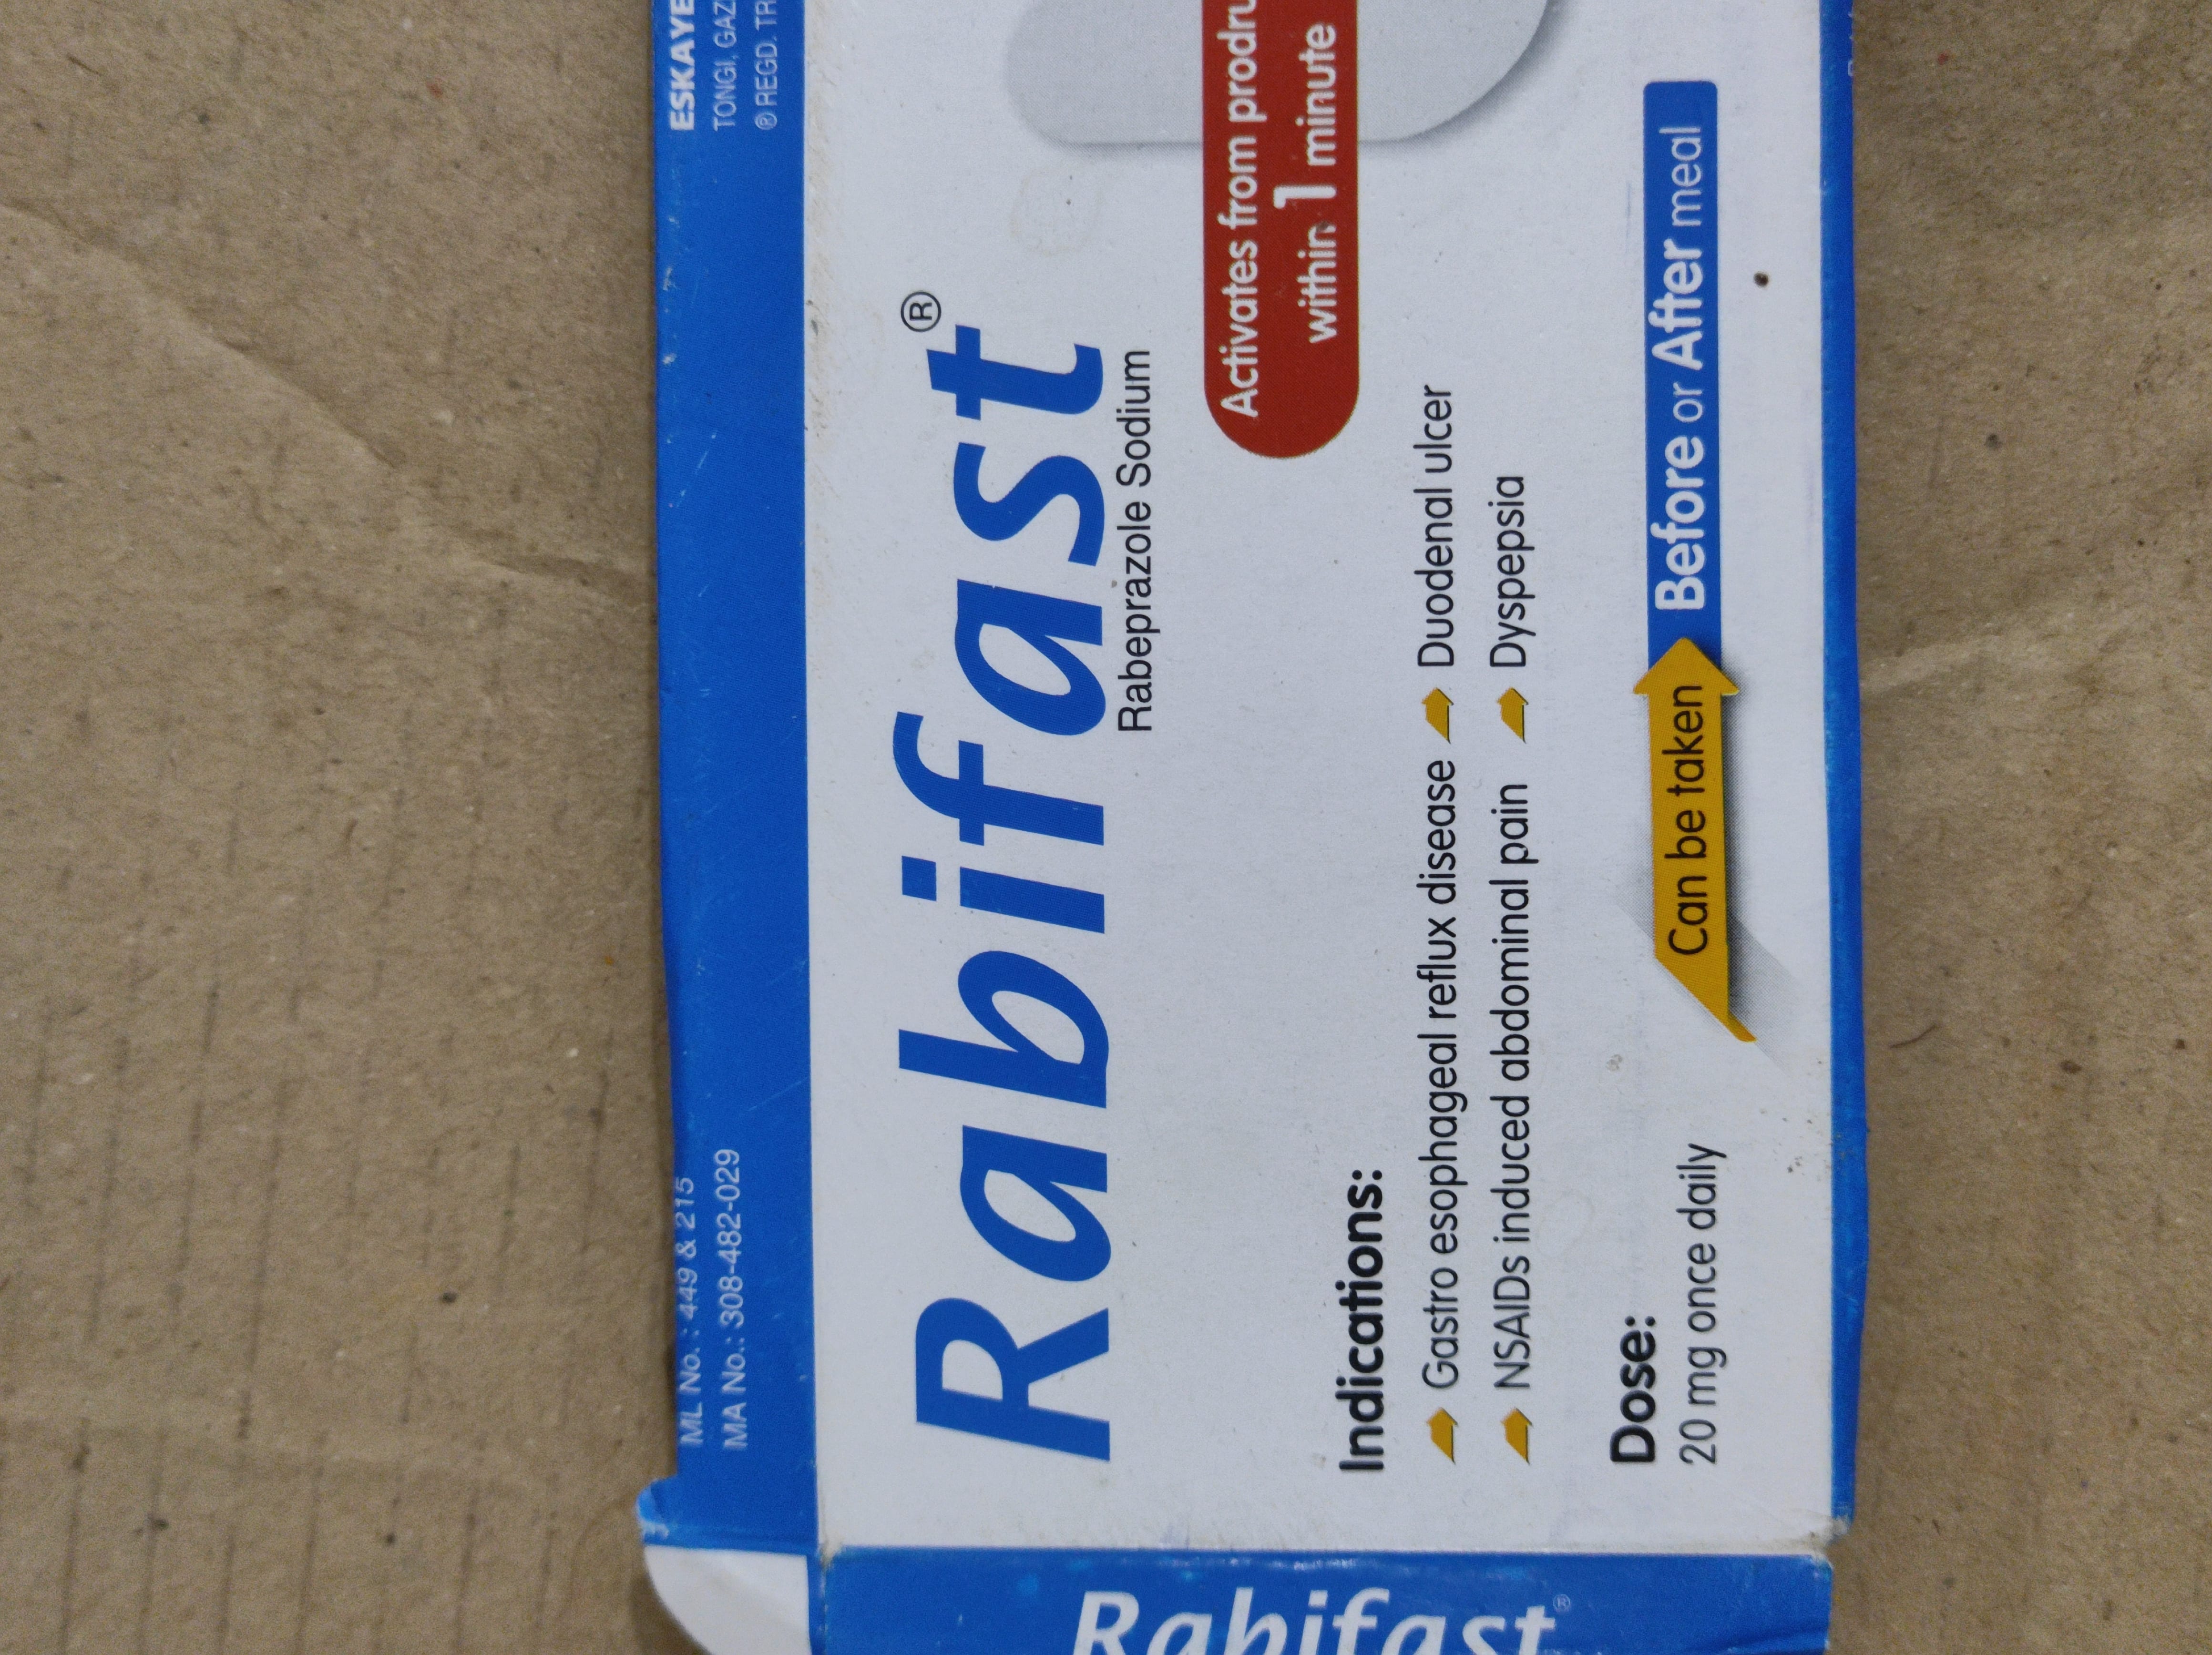 ML No. : 449 & 215
MA No.: 308-482-029
ESKAYE
TONGI, GAZ
® REGD. TR
Rabifast®
Rabeprazole Sodium
Activates from prodru
within 1 minute
Indications:
Gastro esophageal reflux disease
Duodenal ulcer
NSAIDs induced abdominal pain
Dyspepsia
Dose:
20 mg once daily
Can be taken Before or After meal
Rabifast®